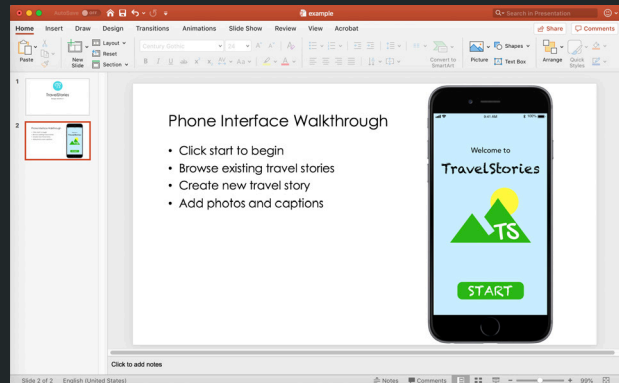 AutoSave OFF
example
Search in Presentation
Home Insert Draw Design Transitions Animations Slide Show Review View Acrobat
Share Comments
Paste
New
Slide
Layout
Reset
Section
Century Gothic
Convert to
SmartArt
Picture
Shapes
Text Box
Arrange
Quick
Styles
1
TravelStories
2
Phone Interface Walkthrough
• Click start to begin
• Browse existing travel stories
• Create new travel story
• Add photos and captions
9:41 AM
100%
Welcome to
TravelStories
TS
START
Click to add notes
Slide 2 of 2 English (United States)
Notes Comments
99%